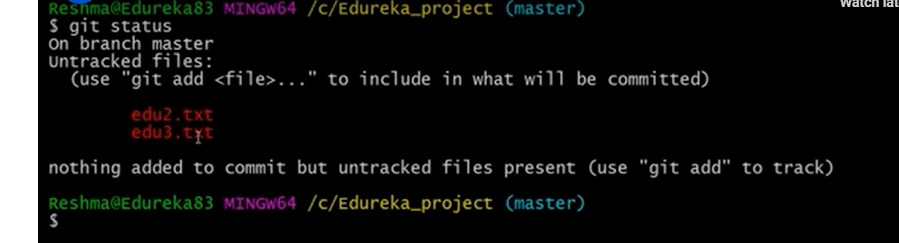 Watch lat
Reshma@Edureka83 MINGW64 /c/Edureka_project (master)
$ git status
On branch master
Untracked files:
(use "git add <file>..." to include in what will be committed)
edu2.txt
edu3.txt
nothing added to commit but untracked files present (use "git add" to track)
Reshma@Edureka83 MINGW64 /c/Edureka_project (master)
$